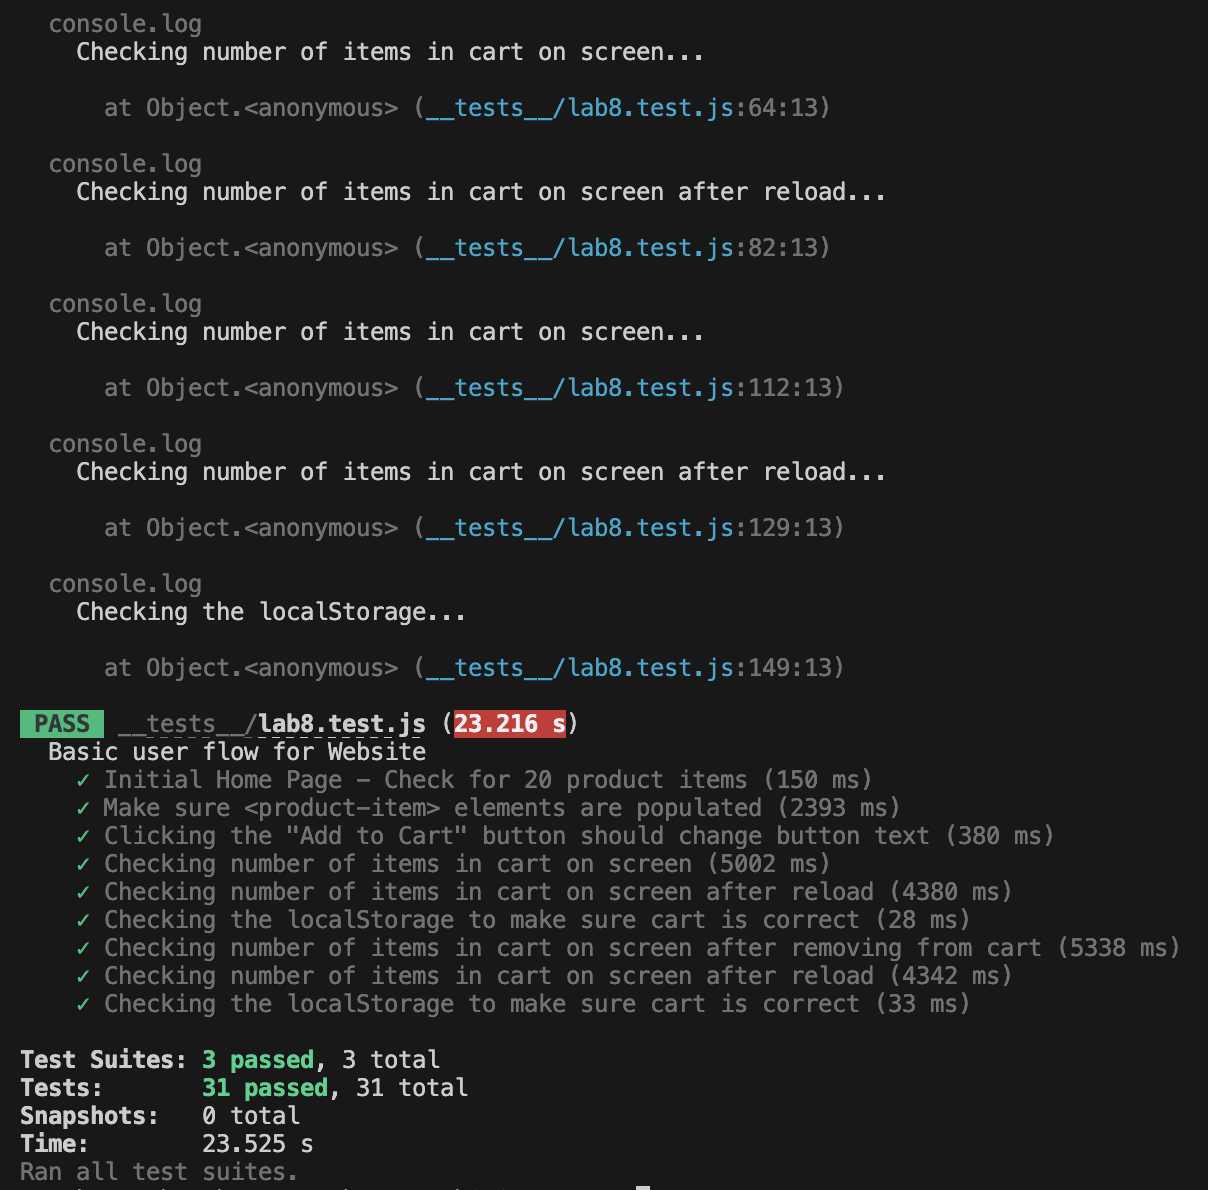 console.log
Checking number of items in cart on screen...
at Object.<anonymous> (__tests__/lab8.test.js:64:13)
console.log
Checking number of items in cart on screen after reload...
at Object.<anonymous> (__tests__/lab8.test.js:82:13)
console.log
Checking number of items in cart on screen...
at Object.<anonymous> (__tests__/lab8.test.js:112:13)
console.log
Checking number of items in cart on screen after reload...
at Object.<anonymous> (__tests__/lab8.test.js:129:13)
console.log
Checking the localStorage...
at Object.<anonymous> (__tests__/lab8.test.js:149:13)
PASS __tests__/lab8.test.js (23.216 s)
Basic user flow for Website
✓ Initial Home Page – Check for 20 product items (150 ms)
✓ Make sure <product-item> elements are populated (2393 ms)
✓ Clicking the "Add to Cart" button should change button text (380 ms)
✓ Checking number of items in cart on screen (5002 ms)
✓ Checking number of items in cart on screen after reload (4380 ms)
✓ Checking the localStorage to make sure cart is correct (28 ms)
✓ Checking number of items in cart on screen after removing from cart (5338 ms)
✓ Checking number of items in cart on screen after reload (4342 ms)
✓ Checking the localStorage to make sure cart is correct (33 ms)
Test Suites: 3 passed, 3 total
Tests: 31 passed, 31 total
Snapshots: 0 total
Time: 23.525 s
Ran all test suites.